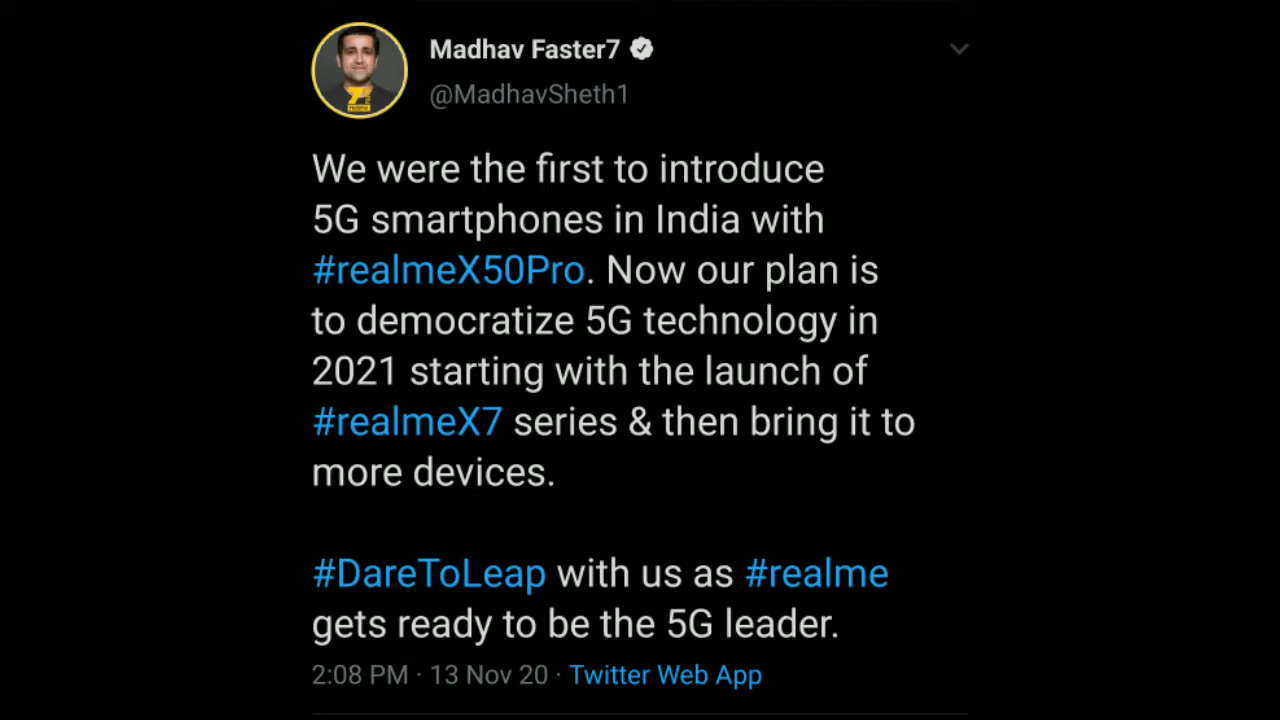 Madhav Faster7
@MadhavSheth1
We were the first to introduce
5G smartphones in India with
#realmeX50Pro. Now our plan is
to democratize 5G technology in
2021 starting with the launch of
#realmeX7 series & then bring it to
more devices.
#DareToLeap with us as #realme
gets ready to be the 5G leader.
2:08 PM · 13 Nov 20 · Twitter Web App